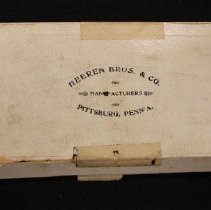 HEEREN BROS. & CO.
MANUFACTURERS
PITTSBURG, PENN'A.